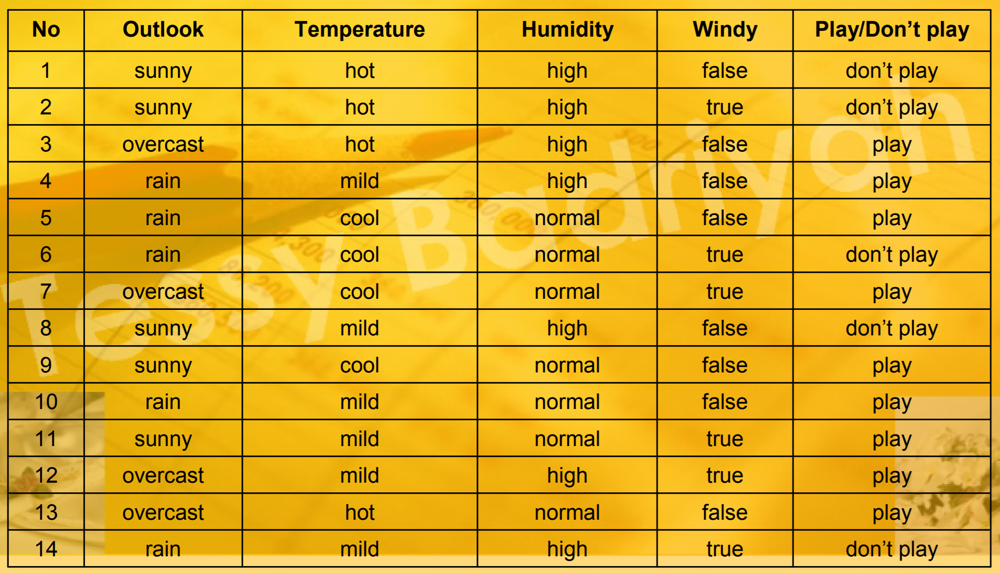 No Outlook Temperature Humidity Windy Play/Don't play
1 sunny hot high false don't play
2 sunny hot high true don't play
3 overcast hot high false play
4 rain mild high false play
5 rain cool normal false play
6 rain cool normal true don't play
7 overcast cool normal true play
8 sunny mild high false don't play
9 sunny cool normal false play
10 rain mild normal false play
11 sunny mild normal true play
12 overcast mild high true play
13 overcast hot normal false play
14 rain mild high true don't play
Tessy Badriyah
500
80,200